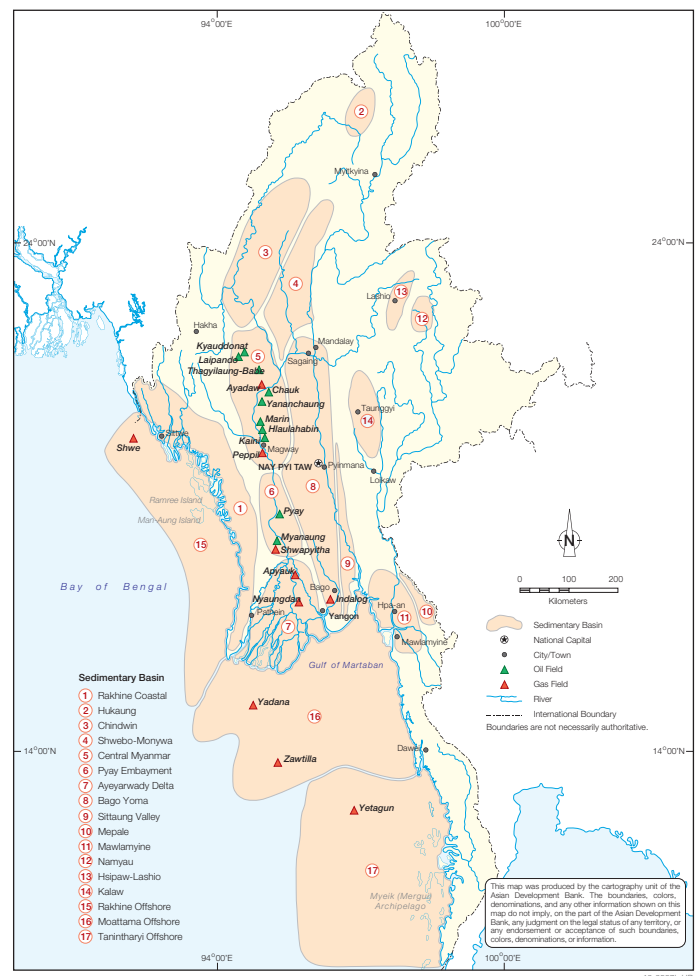 94°00'E
100°00'E
2
Myitkyina
24°00'N
24°00'N
3
4
Lashio
13
12
Hakha
Kyauddonat
Mandalay
Laipando
5
Sagaing
Thagyilaung-Babe
Ayadaw
Chauk
Yananchaung
Taunggyi
Marin
14
Hlaulahabin
Sittwe
Kaini
Shwe
Magway
Peppi
NAY PYI TAW
Pyinmana
Loikaw
6
8
Ramree Island
1
Pyay
Man-Aung Island
15
Myanaung
N
Shwapyitha
9
Apyauk
0 100 200
Kilometers
Bay of Bengal
Bago
Nyaungdan
Indalog
Hpa-an
10
Pathein
Yangon
11
7
Mawlamyine
Gulf of Martaban
Sedimentary Basin
National Capital
City/Town
Oil Field
Gas Field
River
International Boundary
Boundaries are not necessarily authoritative.
Sedimentary Basin
1 Rakhine Coastal
2 Hukaung
3 Chindwin
4 Shwebo-Monywa
5 Central Myanmar
6 Pyay Embayment
7 Ayeyarwady Delta
8 Bago Yoma
9 Sittaung Valley
10 Mepale
11 Mawlamyine
12 Namyau
13 Hsipaw-Lashio
14 Kalaw
15 Rakhine Offshore
16 Moattama Offshore
17 Tanintharyi Offshore
Yadana
16
Zawtilla
Dawei
14°00'N
14°00'N
Yetagun
17
Myeik (Mergui)
Archipelago
This map was produced by the cartography unit of the
Asian Development Bank. The boundaries, colors,
denominations, and any other information shown on this
map do not imply, on the part of the Asian Development
Bank, any judgment on the legal status of any territory, or
any endorsement or acceptance of such boundaries,
colors, denominations, or information.
94°00'E
100°00'E